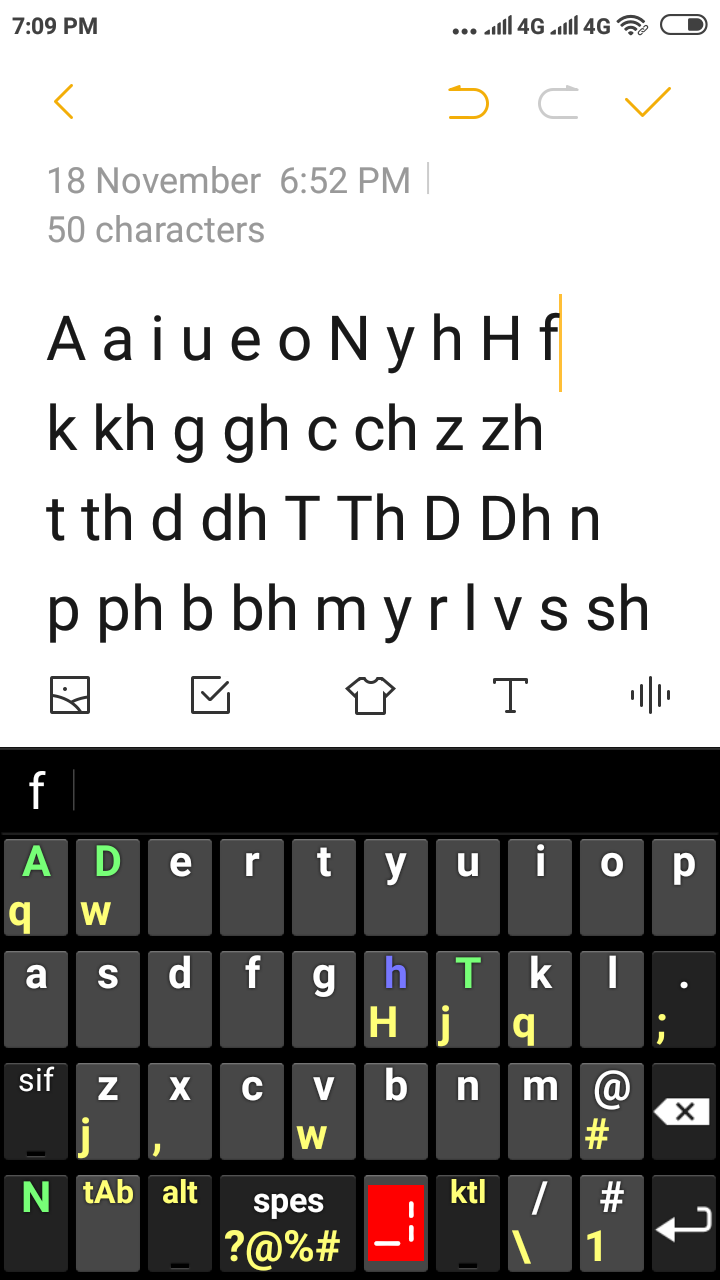 7:09 PM ... 4G 4G
18 November 6:52 PM
50 characters
A a i u e o N y h H f
k kh g gh c ch z zh
t th d dh T Th D Dh n
p ph b bh m y r l v s sh
T
f
A D e r t y u i o p
q w
a s d f g h T k l .
H j q ;
sif z x c v b n m @
_ j , w #
N tAb alt spes _¦ ktl / #
_ ?@%# _ \ 1